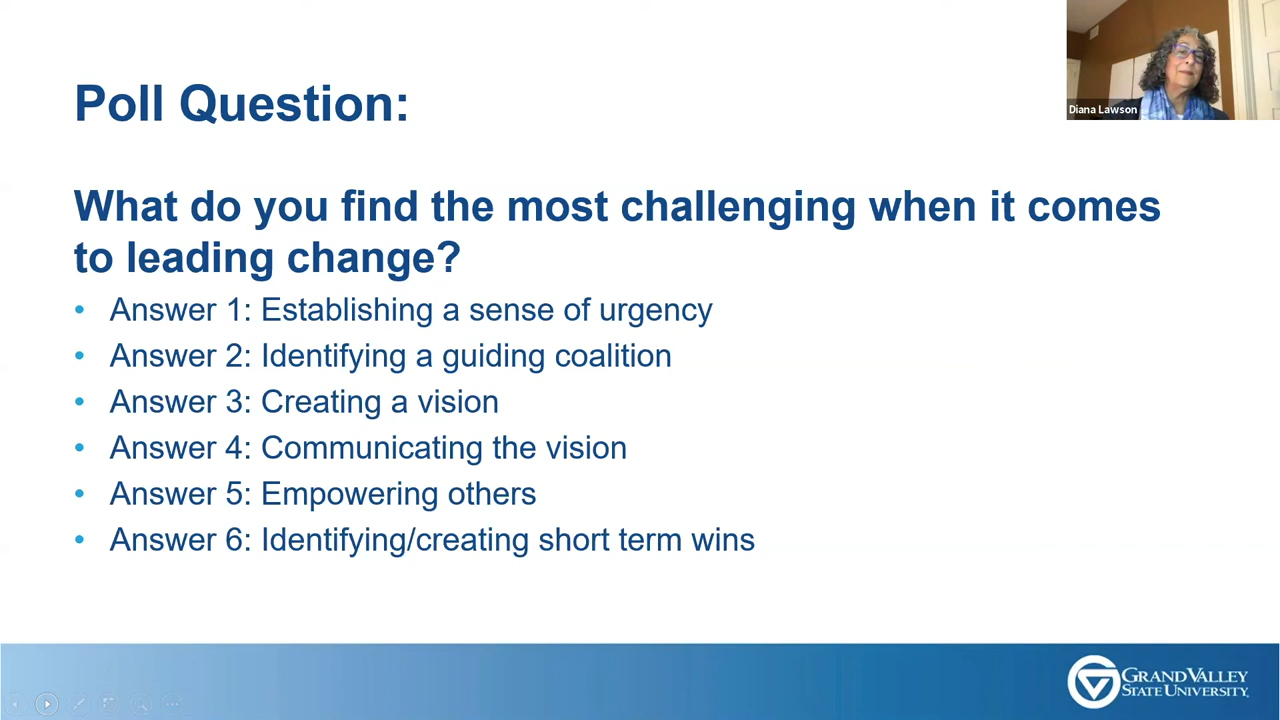 Poll Question:
Diana Lawson
What do you find the most challenging when it comes
to leading change?
• Answer 1: Establishing a sense of urgency
• Answer 2: Identifying a guiding coalition
• Answer 3: Creating a vision
• Answer 4: Communicating the vision
• Answer 5: Empowering others
• Answer 6: Identifying/creating short term wins
GRAND VALLEY
STATE UNIVERSITY